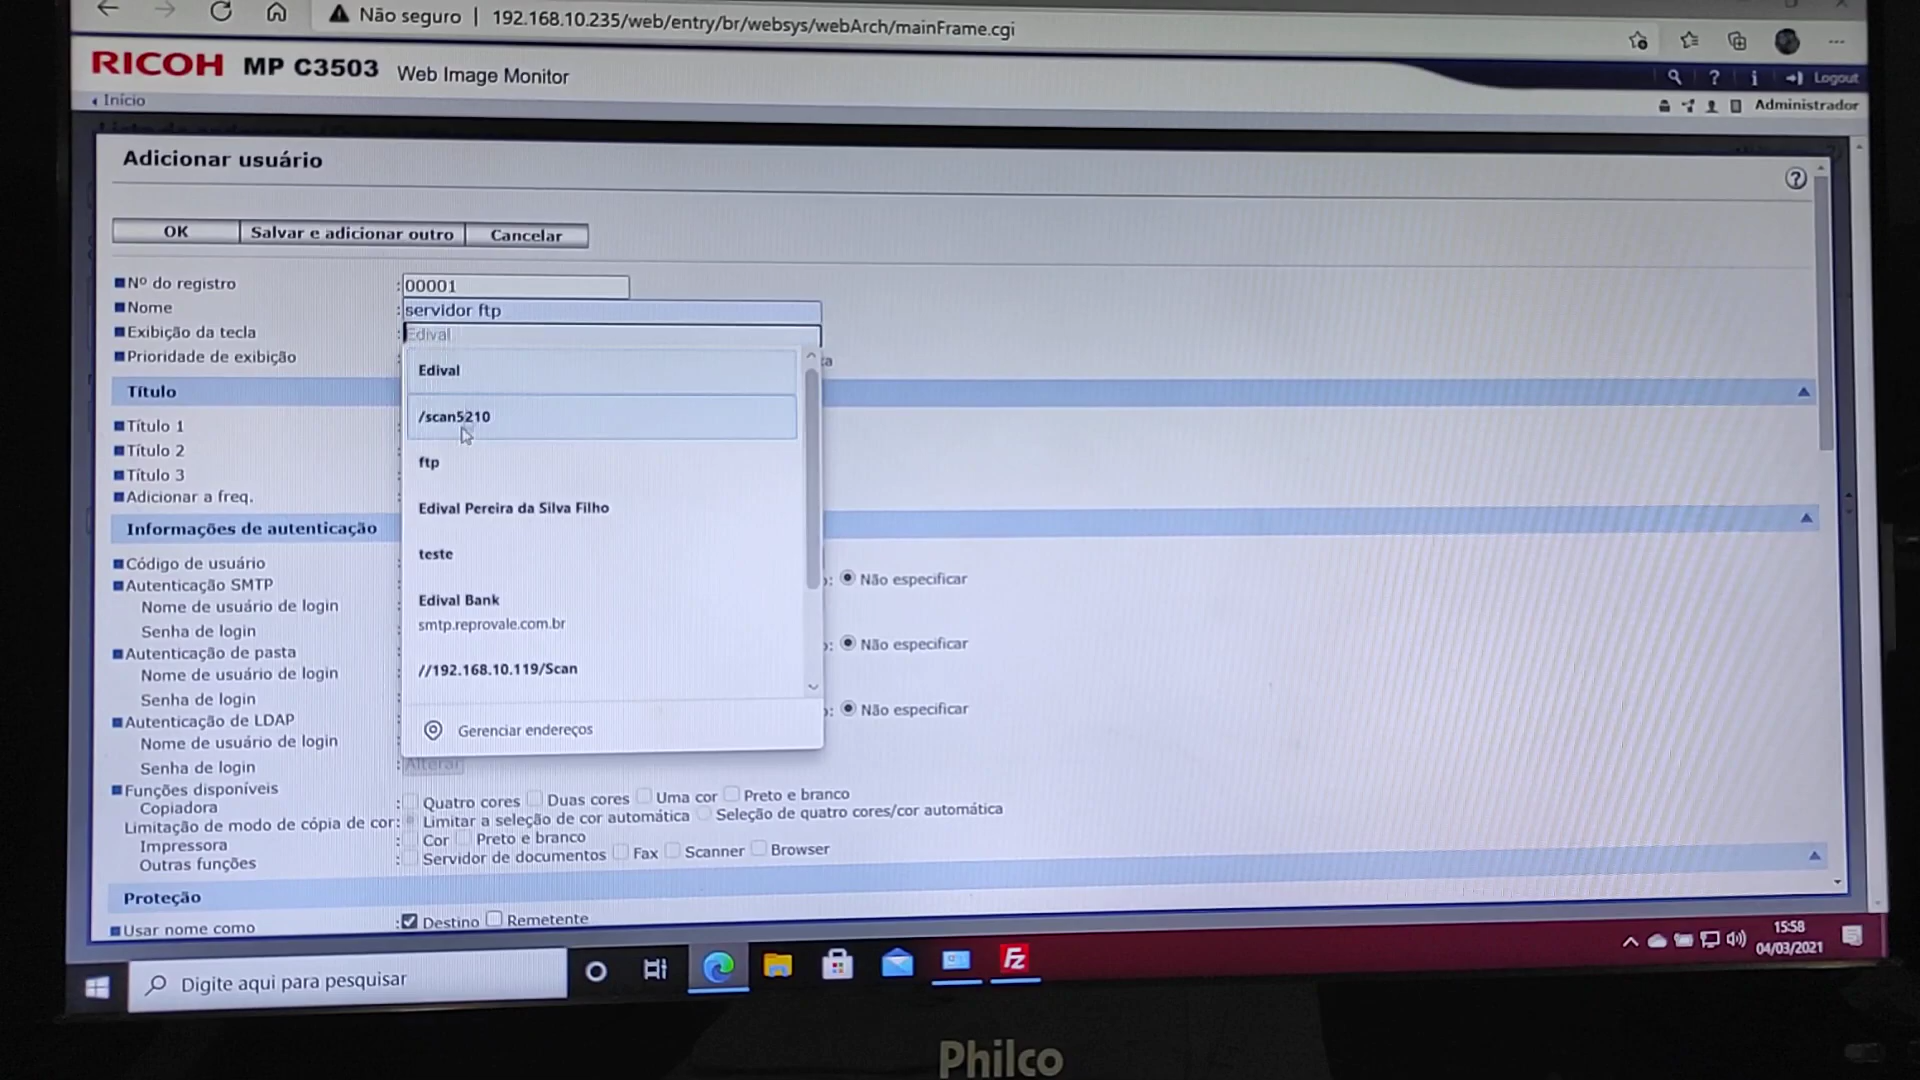 Não seguro | 192.168.10.235/web/entry/br/websys/webArch/mainFrame.cgi
RICOH MP C3503 Web Image Monitor
? i Logout
Início
Administrador
Adicionar usuário
?
OK Salvar e adicionar outro Cancelar
Nº do registro :00001
Nome :servidor ftp
Exibição da tecla :Edival
Prioridade de exibição :
Título
Título 1 :
Título 2 :
Título 3 :
Adicionar a freq. :
Informações de autenticação
Edival
/scan5210
ftp
Edival Pereira da Silva Filho
teste
Edival Bank
smtp.reprovale.com.br
//192.168.10.119/Scan
Gerenciar endereços
Código de usuário :
Autenticação SMTP : Não especificar
Nome de usuário de login :
Senha de login :
Autenticação de pasta : Não especificar
Nome de usuário de login :
Senha de login :
Autenticação de LDAP : Não especificar
Nome de usuário de login :
Senha de login :Alterar
Funções disponíveis
Copiadora : Quatro cores Duas cores Uma cor Preto e branco
Limitação de modo de cópia de cor: Limitar a seleção de cor automática Seleção de quatro cores/cor automática
Impressora : Cor Preto e branco
Outras funções : Servidor de documentos Fax Scanner Browser
Proteção
Usar nome como : Destino Remetente
Digite aqui para pesquisar
Fz
15:58
04/03/2021
Philco